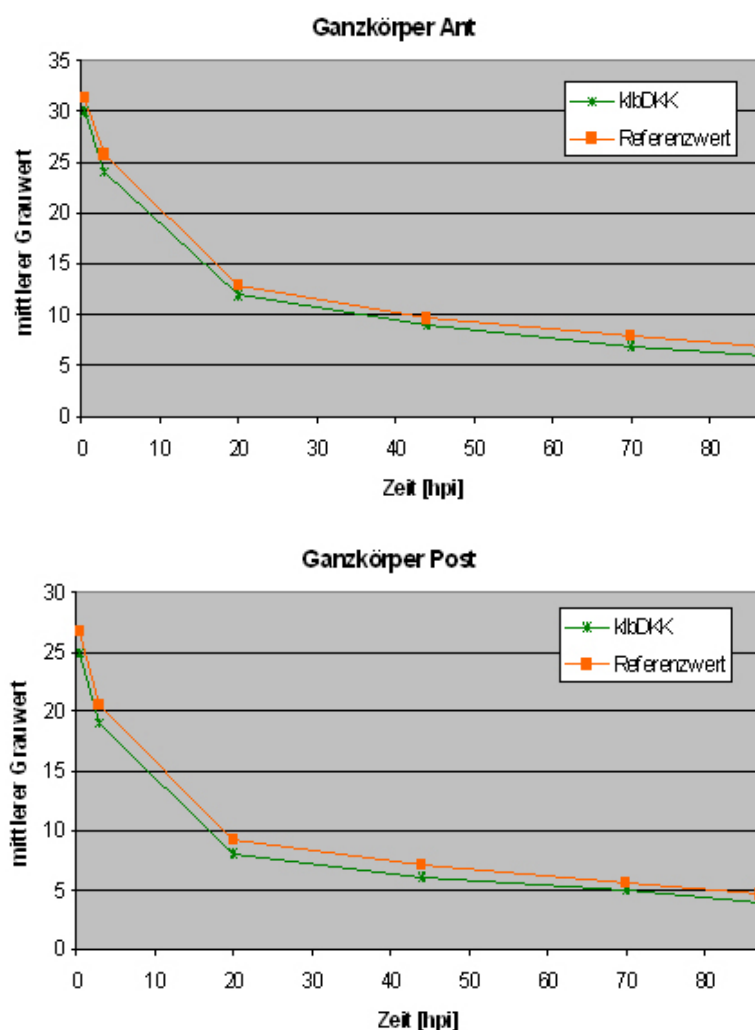 Ganzkörper Ant
35
30
25
20
15
10
5
0
mittlerer Grauwert
klbDKK
Referenzwert
0 10 20 30 40 50 60 70 80
Zeit [hpi]
Ganzkörper Post
30
25
20
15
10
5
0
mittlerer Grauwert
klbDKK
Referenzwert
0 10 20 30 40 50 60 70 80
Zeit [hpi]